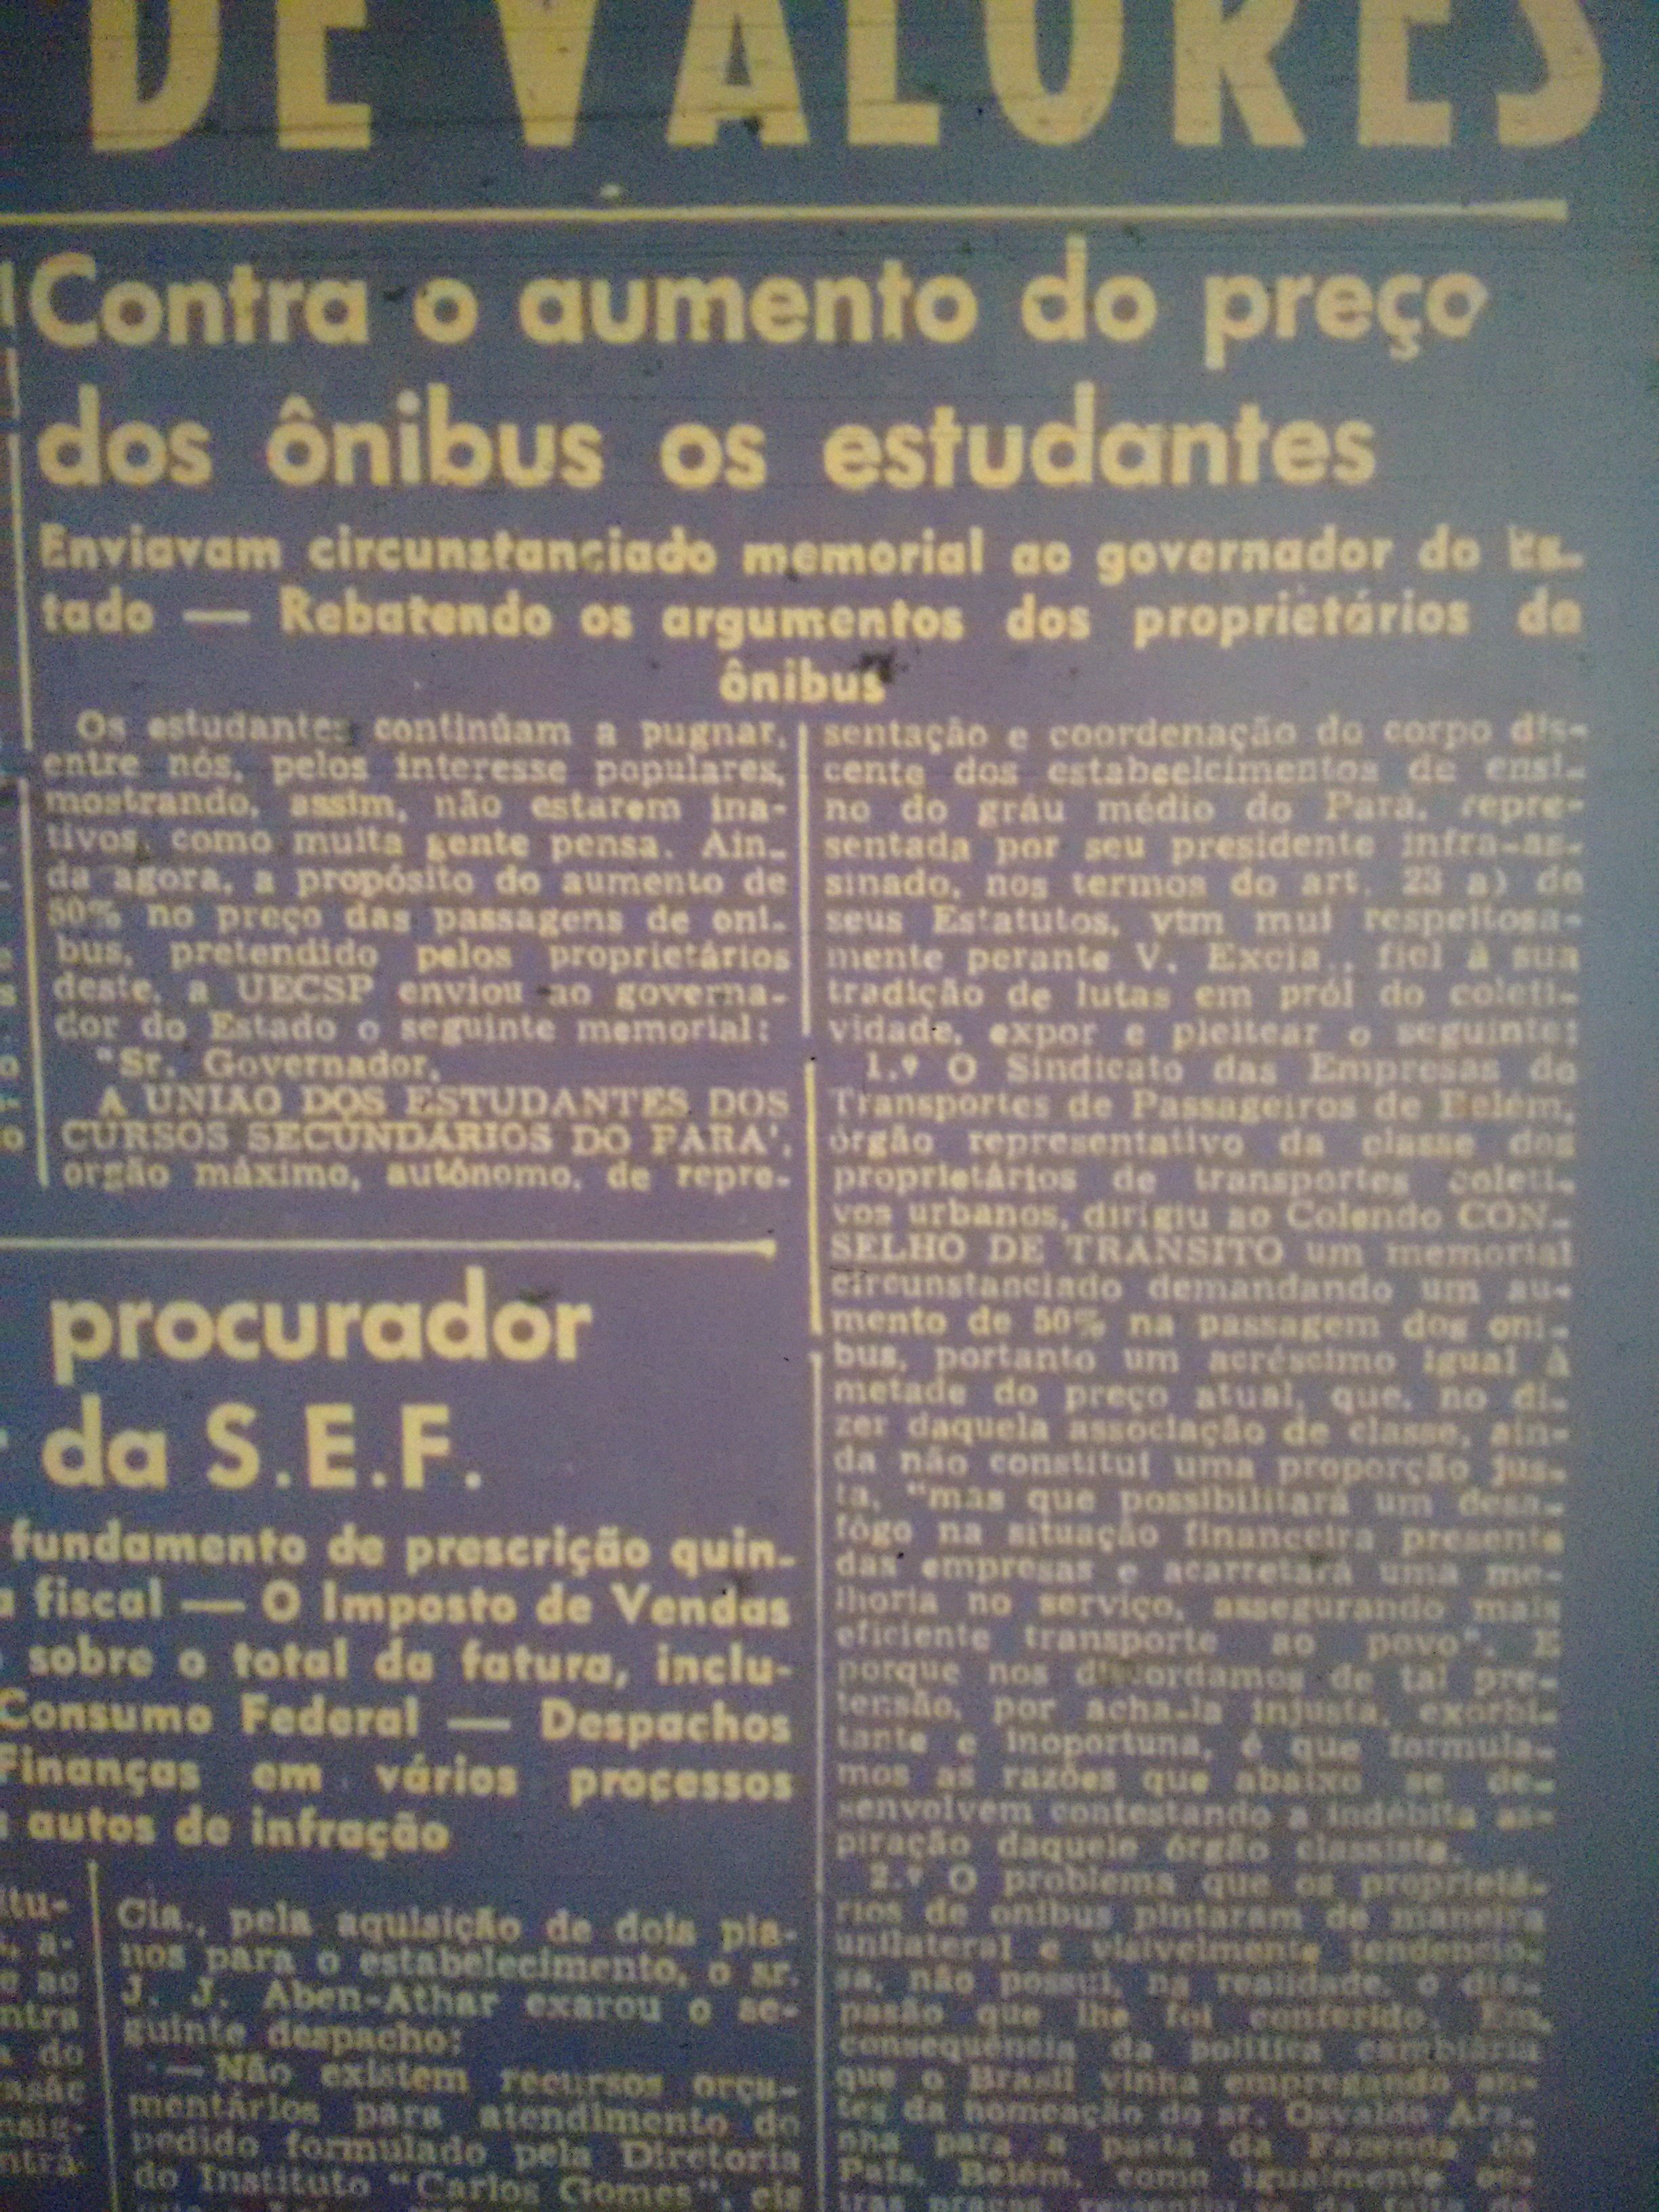 DE VALORES
Contra o aumento do preço
dos ônibus os estudantes
Enviavam circunstanciado memorial ao governador do Es-
tado — Rebatendo os argumentos dos proprietários de
ônibus
Os estudantes continûam a pugnar,
entre nós, pelos interesse populares,
mostrando, assim, não estarem ina-
tivos, como muita gente pensa. Ain-
da agora, a propósito do aumento de
50% no preço das passagens de oni-
bus, pretendido pelos proprietários
deste, a UECSP enviou ao governa-
dor do Estado o seguinte memorial:
"Sr. Governador,
A UNIAO DOS ESTUDANTES DOS
CURSOS SECUNDÁRIOS DO PARA',
orgão máximo, autônomo, de repre-
sentação e coordenação do corpo dis-
cente dos estabeelcimentos de ensi-
no do gráu médio do Pará, repre-
sentada por seu presidente infra-as-
sinado, nos termos do art. 23 a) de
seus Estatutos, vtm mui respeitosa-
mente perante V. Excia., fiel à sua
tradição de lutas em pról do coleti-
vidade, expor e pleitear o seguinte:
1.º O Sindicato das Empresas de
Transportes de Passageiros de Belém,
órgão representativo da classe dos
proprietários de transportes coleti-
vos urbanos, dirigiu ao Colendo CON-
SELHO DE TRANSITO um memorial
circunstanciado demandando um au-
mento de 50% na passagem dos oni-
bus, portanto um acréscimo igual à
metade do preço atual, que, no di-
zer daquela associação de classe, ain-
da não constitui uma proporção jus-
ta, "mas que possibilitará um desa-
fôgo na situação financeira presente
das empresas e acarretará uma me-
lhoria no serviço, assegurando mais
eficiente transporte ao povo". E
porque nos discordamos de tal pre-
tensão, por acha-la injusta, exorbi-
tante e inoportuna, é que formula-
mos as razões que abaixo se de-
senvolvem contestando a indébita as-
piração daquele órgão classista.
2.º O problema que os proprietá-
rios de onibus pintaram de maneira
unilateral e visivelmente tendencio-
sa, não possui, na realidade, o dia-
pasão que lhe foi conferido. Em
consequência da politica cambiária
que o Brasil vinha empregando an-
tes da nomeação do sr. Osvaldo Ara-
nha para a pasta da Fazenda do
País, Belém, como igualmente ou-
tras praças
procurador
da S.E.F.
fundamento de prescrição quin-
a fiscal — O Imposto de Vendas
sobre o total da fatura, inclu-
Consumo Federal — Despachos
Finanças em vários processos
autos de infração
Cia., pela aquisição de dois pia-
nos para o estabelecimento, o sr.
J. J. Aben-Athar exarou o se-
guinte despacho:
— Não existem recursos orçu-
mentários para atendimento do
pedido formulado pela Diretoria
do Instituto "Carlos Gomes", eis